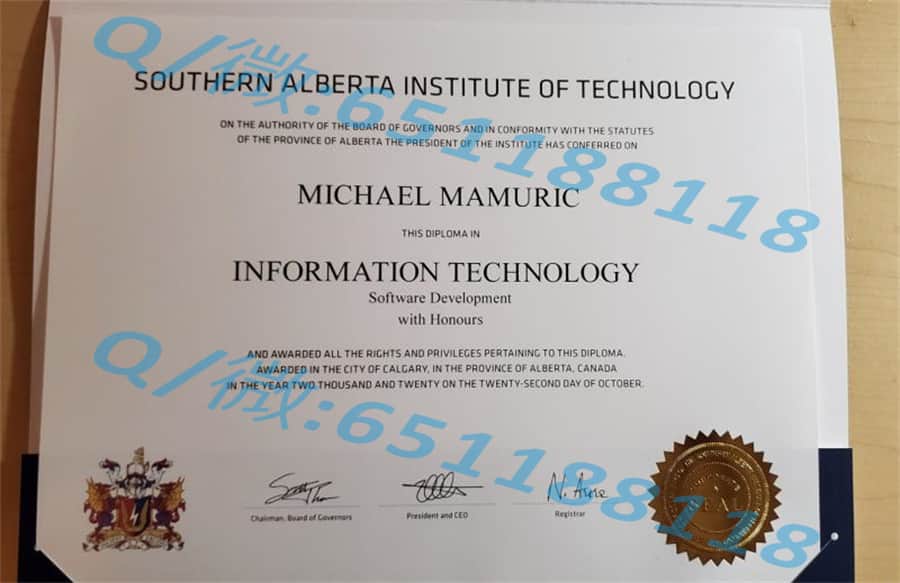 SOUTHERN ALBERTA INSTITUTE OF TECHNOLOGY
ON THE AUTHORITY OF THE BOARD OF GOVERNORS AND IN CONFORMITY WITH THE STATUTES
OF THE PROVINCE OF ALBERTA THE PRESIDENT OF THE INSTITUTE HAS CONFERRED ON
MICHAEL MAMURIC
THIS DIPLOMA IN
INFORMATION TECHNOLOGY
Software Development
with Honours
AND AWARDED ALL THE RIGHTS AND PRIVILEGES PERTAINING TO THIS DIPLOMA.
AWARDED IN THE CITY OF CALGARY, IN THE PROVINCE OF ALBERTA, CANADA
IN THE YEAR TWO THOUSAND AND TWENTY ON THE TWENTY-SECOND DAY OF OCTOBER.
Chairman, Board of Governors
President and CEO
Registrar
Q/微:651188118
Q/微:651188118